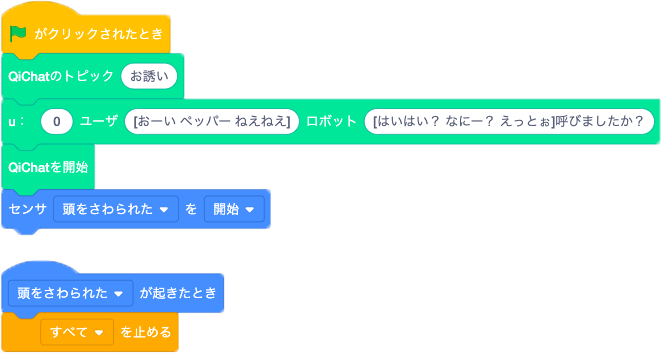 がクリックされたとき
QiChatのトピック お誘い
u： 0 ユーザ [おーい ペッパー ねえねえ] ロボット [はいはい？ なにー？ えっとぉ]呼びましたか？
QiChatを開始
センサ 頭をさわられた を 開始
頭をさわられた が起きたとき
すべて を止める